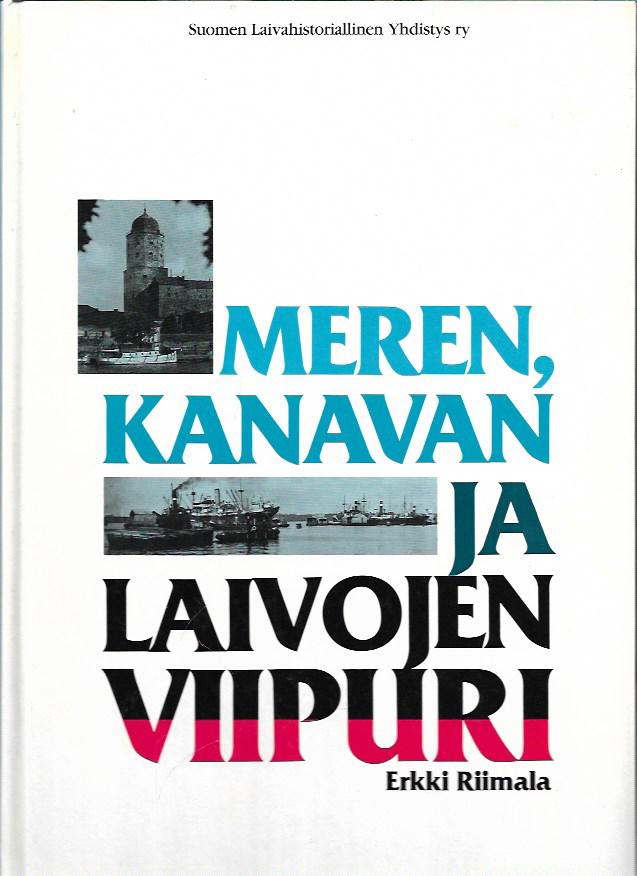 Suomen Laivahistoriallinen Yhdistys ry
MEREN,
KANAVAN
JA
LAIVOJEN
VIIPURI
Erkki Riimala